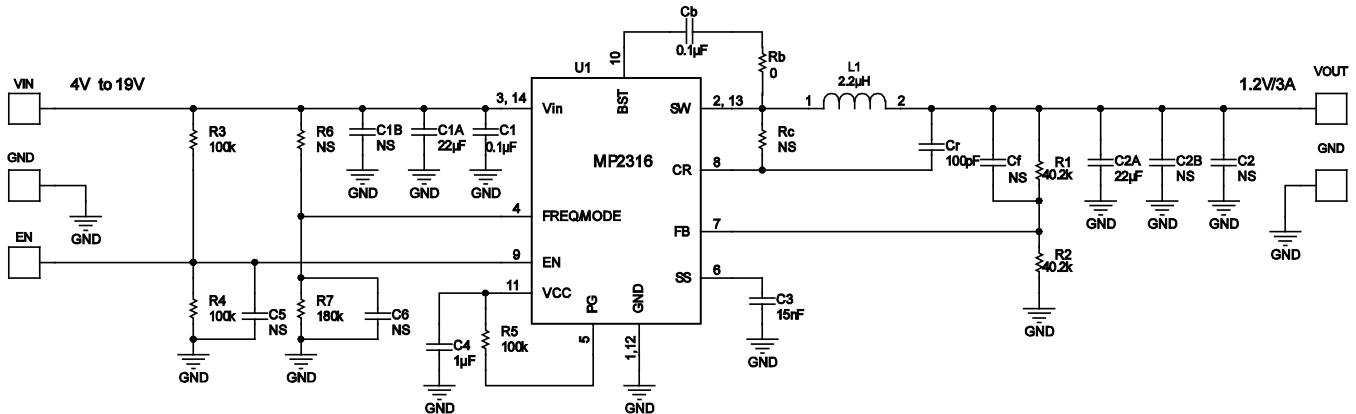 Cb
0.1μF
10
Rb
0
U1
L1
2.2μH
VIN
4V to 19V
3, 14
Vin
BST
SW
2, 13
1
2
1.2V/3A
VOUT
R3
100k
R6
NS
C1B
NS
C1A
22μF
C1
0.1μF
GND
GND
GND
MP2316
Rc
NS
CR
8
Cr
100pF
Cf
NS
R1
40.2k
C2A
22μF
C2B
NS
C2
NS
GND
GND
GND
GND
GND
GND
4
FREQ/MODE
FB
7
EN
9
EN
SS
6
R2
40.2k
GND
R4
100k
C5
NS
R7
180k
C6
NS
11
VCC
PG
GND
C3
15nF
GND
GND
C4
1μF
R5
100k
5
1,12
GND
GND
GND
GND